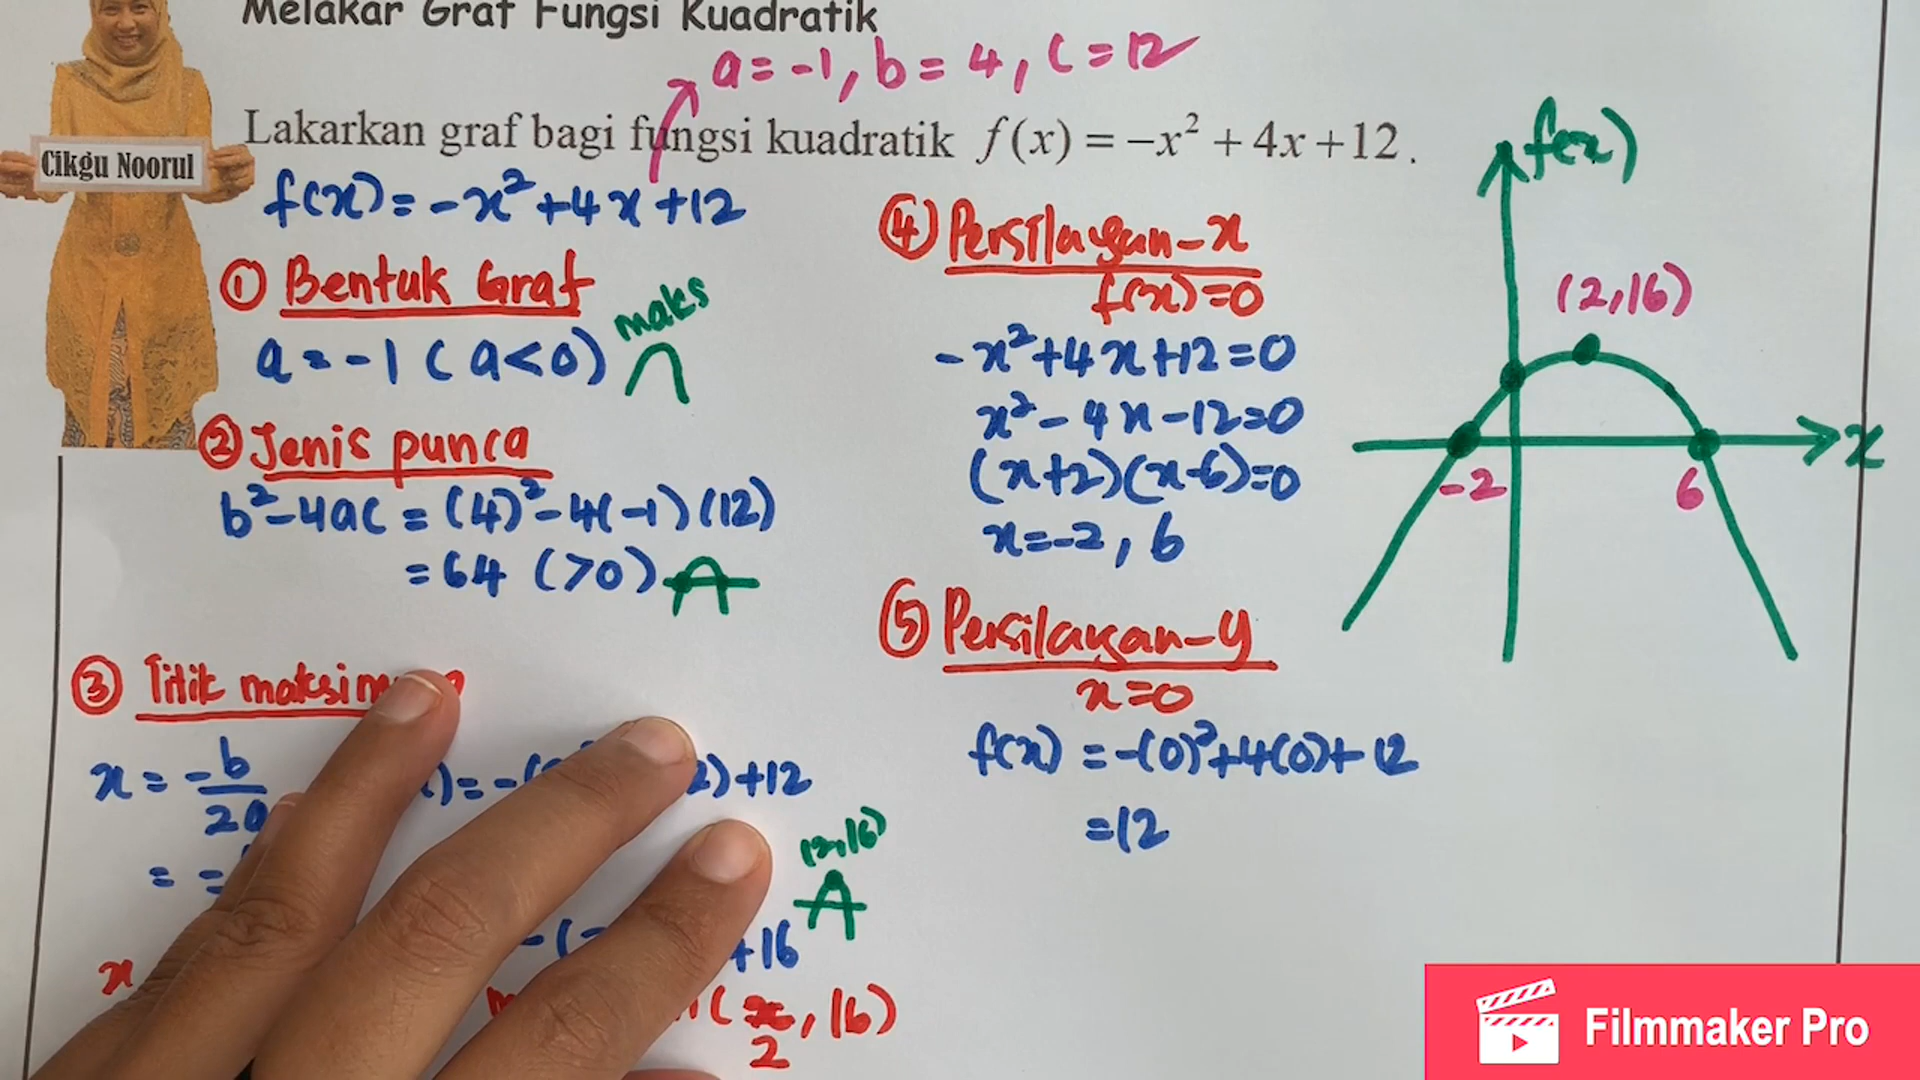 Melakar Graf Fungsi Kuadratik
a = -1, b = 4, c = 12
Lakarkan graf bagi fungsi kuadratik f(x) = −x² + 4x + 12.
Cikgu Noorul
f(x) = -x² + 4x + 12
① Bentuk Graf
a = -1 (a < 0)
maks
② Jenis punca
b² - 4ac = (4)² - 4(-1)(12)
= 64 (>0)
③ Titik
x = -b/2a
+12
= =
(2,16)
+16
x
, 16)
2
④ Persilangan-x
f(x)=0
-x² + 4x + 12 = 0
x² - 4x - 12 = 0
(x+2)(x-6)=0
x = -2, 6
⑤ Persilangan-y
x=0
f(x) = -(0)² + 4(0) + 12
= 12
f(x)
(2,16)
x
-2
6
Filmmaker Pro